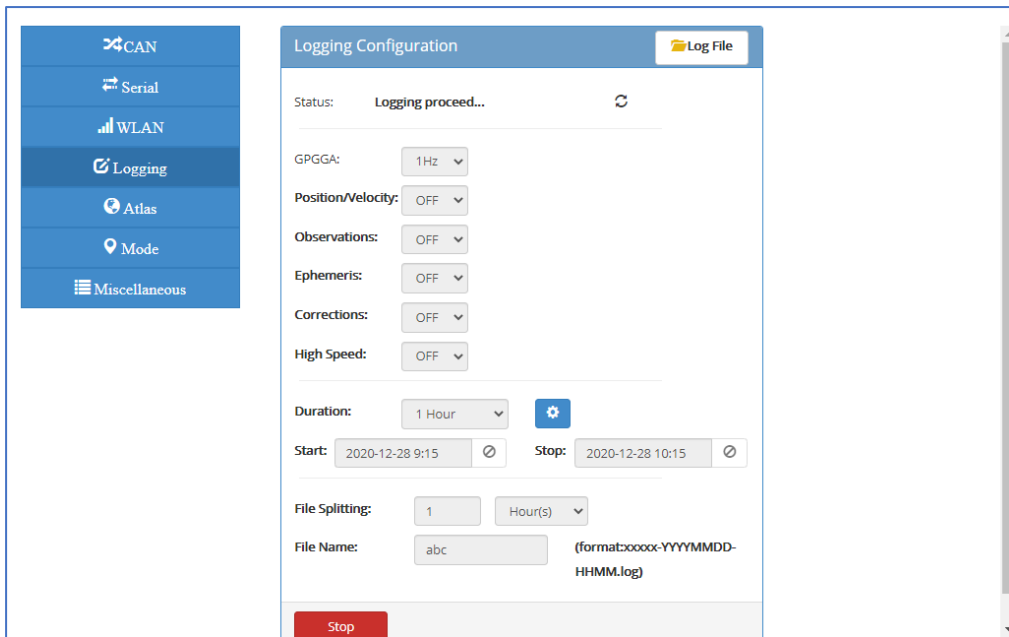 CAN
Serial
WLAN
Logging
Atlas
Mode
Miscellaneous
Logging Configuration
Log File
Status: Logging proceed...
GPGGA: 1Hz
Position/Velocity: OFF
Observations: OFF
Ephemeris: OFF
Corrections: OFF
High Speed: OFF
Duration: 1 Hour
Start: 2020-12-28 9:15 Stop: 2020-12-28 10:15
File Splitting: 1 Hour(s)
File Name: abc (format:xxxxx-YYYYMMDD-
HHMM.log)
Stop